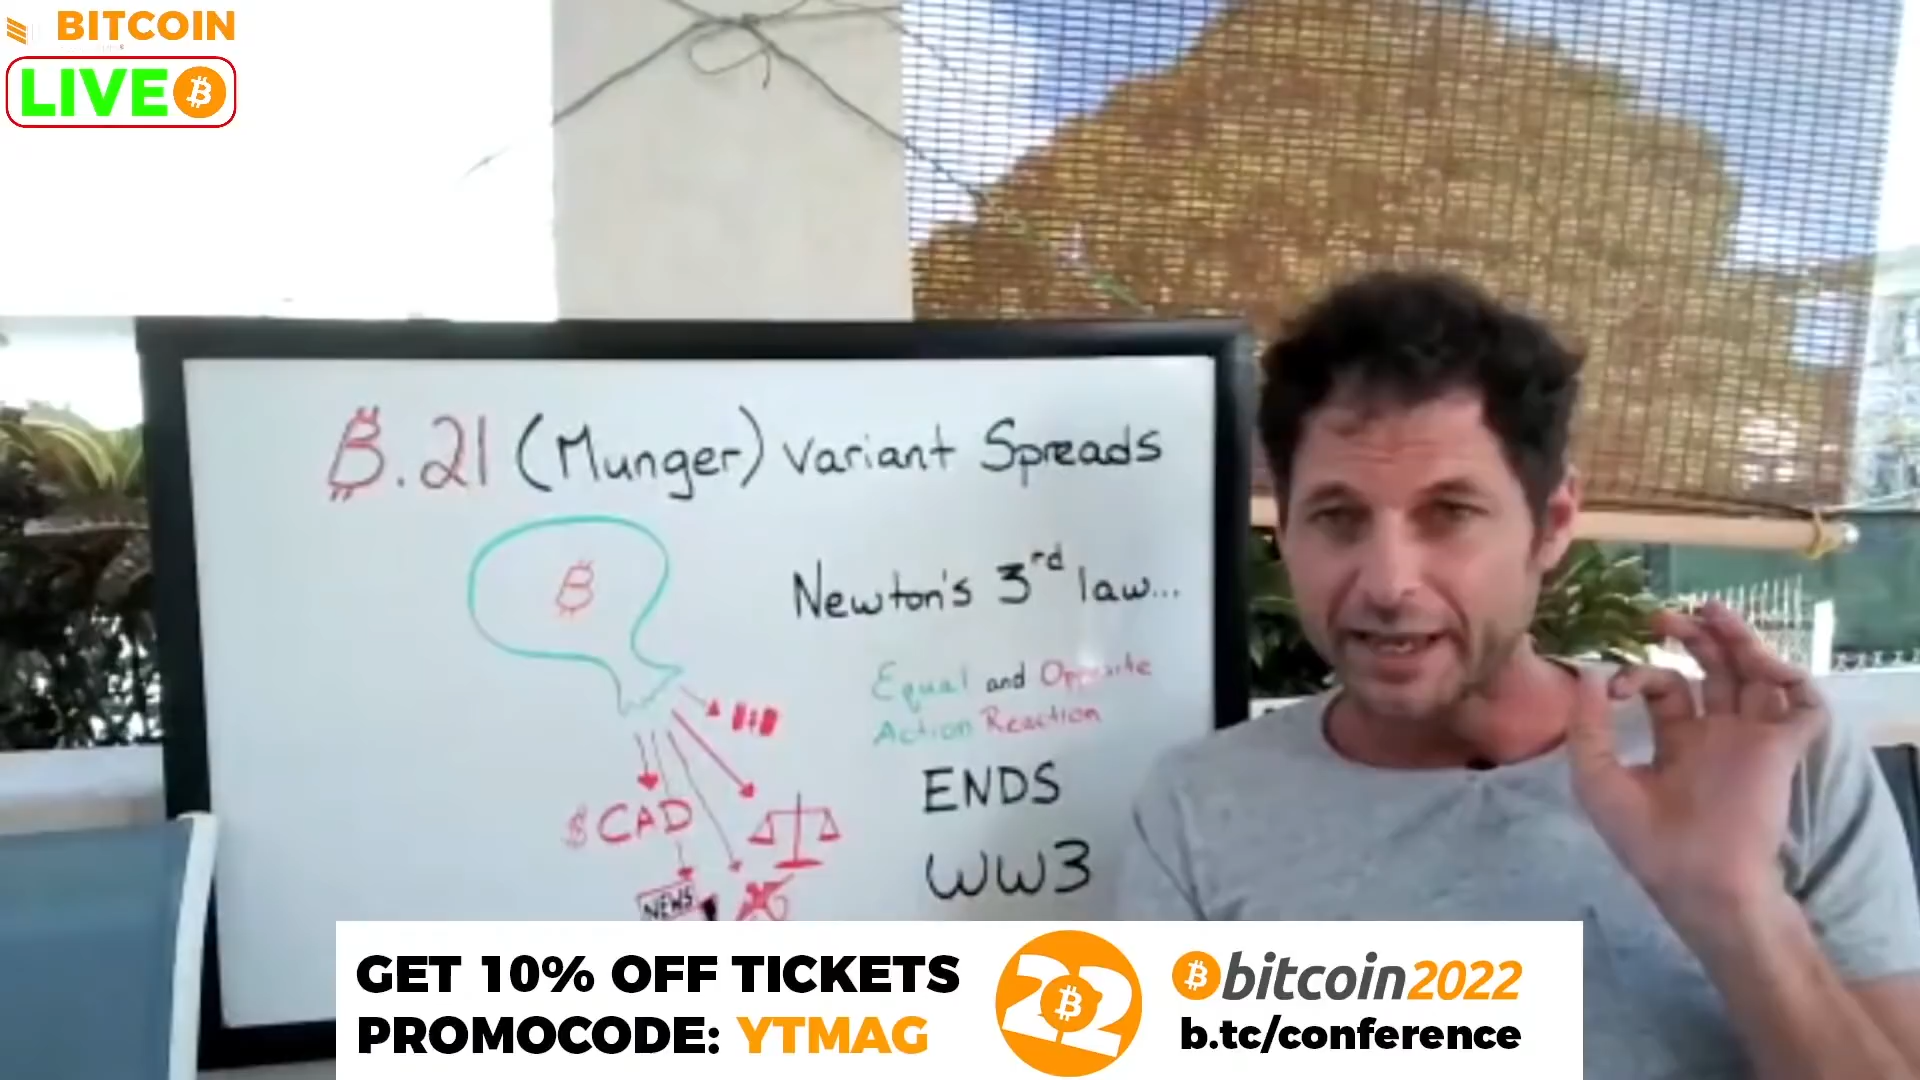 BITCOIN
LIVE
.21 (Munger) variant Spreads
Newton's 3rd law...
Equal and Opposite
Action Reaction
ENDS
WW3
$CAD
NEWS
GET 10% OFF TICKETS
PROMOCODE: YTMAG
22
bitcoin2022
b.tc/conference